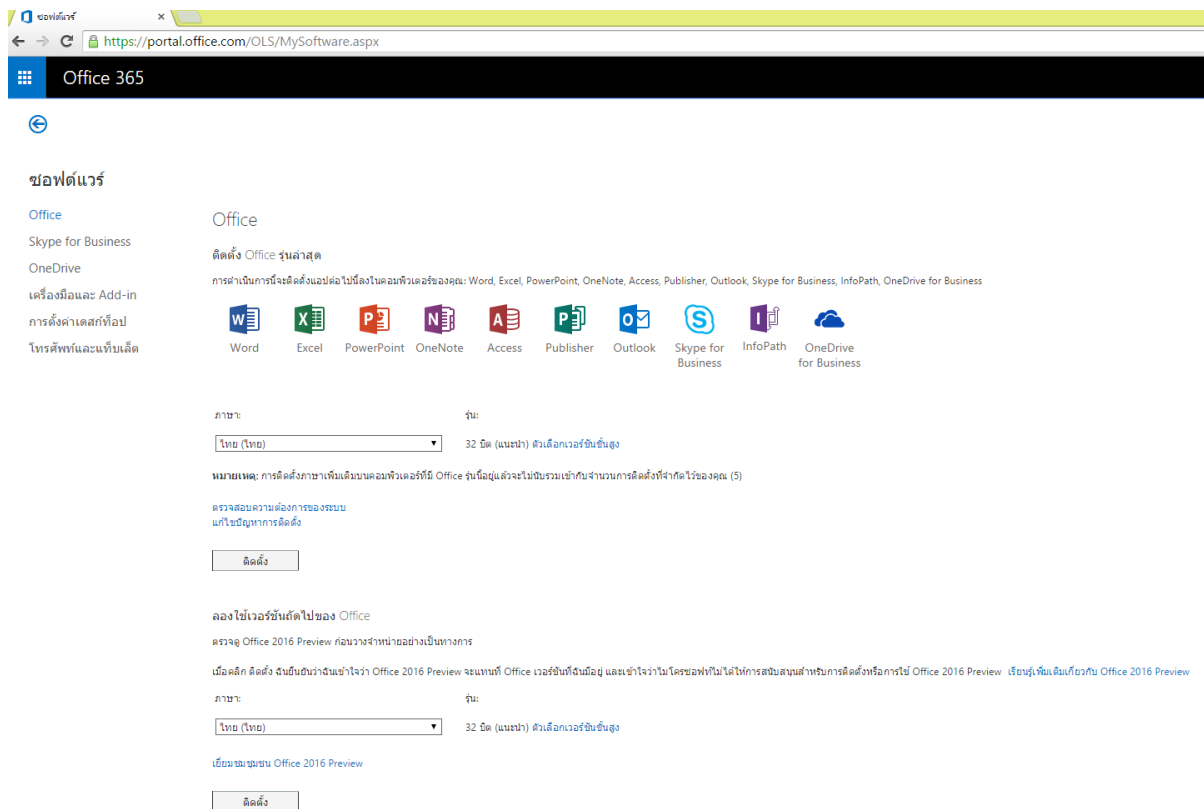 ซอฟต์แวร์
https://portal.office.com/OLS/MySoftware.aspx
Office 365
ซอฟต์แวร์
Office
Skype for Business
OneDrive
เครื่องมือและ Add-in
การตั้งค่าเดสก์ท็อป
โทรศัพท์และแท็บเล็ต
Office
ติดตั้ง Office รุ่นล่าสุด
การดำเนินการนี้จะติดตั้งแอปต่อไปนี้ลงในคอมพิวเตอร์ของคุณ: Word, Excel, PowerPoint, OneNote, Access, Publisher, Outlook, Skype for Business, InfoPath, OneDrive for Business
Word Excel PowerPoint OneNote Access Publisher Outlook Skype for Business InfoPath OneDrive for Business
ภาษา: รุ่น:
ไทย (ไทย) 32 บิต (แนะนำ) ตัวเลือกเวอร์ชันขั้นสูง
หมายเหตุ: การติดตั้งภาษาเพิ่มเติมบนคอมพิวเตอร์ที่มี Office รุ่นนี้อยู่แล้วจะไม่นับรวมเข้ากับจำนวนการติดตั้งที่จำกัดไว้ของคุณ (5)
ตรวจสอบความต้องการของระบบ
แก้ไขปัญหาการติดตั้ง
ติดตั้ง
ลองใช้เวอร์ชันถัดไปของ Office
ตรวจดู Office 2016 Preview ก่อนวางจำหน่ายอย่างเป็นทางการ
เมื่อคลิก ติดตั้ง ฉันยืนยันว่าฉันเข้าใจว่า Office 2016 Preview จะแทนที่ Office เวอร์ชันที่ฉันมีอยู่ และเข้าใจว่าไมโครซอฟท์ไม่ได้ให้การสนับสนุนสำหรับการติดตั้งหรือการใช้ Office 2016 Preview เรียนรู้เพิ่มเติมเกี่ยวกับ Office 2016 Preview
ภาษา: รุ่น:
ไทย (ไทย) 32 บิต (แนะนำ) ตัวเลือกเวอร์ชันขั้นสูง
เยี่ยมชมชุมชน Office 2016 Preview
ติดตั้ง